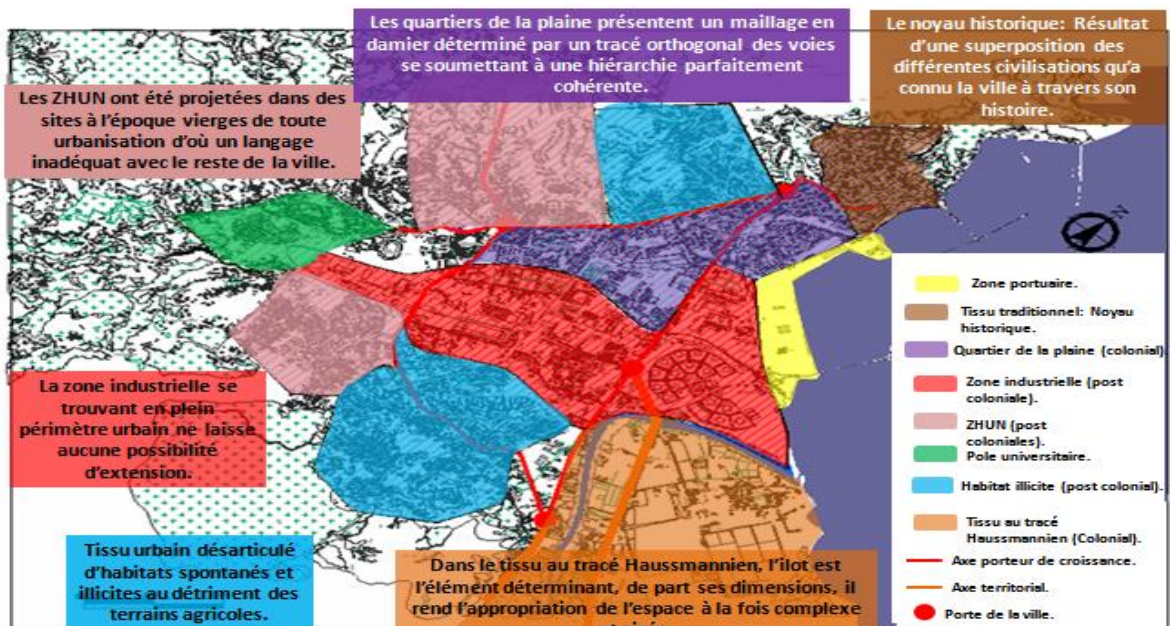 Les quartiers de la plaine présentent un maillage en
damier déterminé par un tracé orthogonal des voies
se soumettant à une hiérarchie parfaitement
cohérente.
Le noyau historique: Résultat
d'une superposition des
différentes civilisations qu'a
connu la ville à travers son
histoire.
Les ZHUN ont été projetées dans des
sites à l'époque vierges de toute
urbanisation d'où un langage
inadéquat avec le reste de la ville.
N
La zone industrielle se
trouvant en plein
périmètre urbain ne laisse
aucune possibilité
d'extension.
Tissu urbain désarticulé
d'habitats spontanés et
illicites au détriment des
terrains agricoles.
Dans le tissu au tracé Haussmannien, l'ilot est
l'élément déterminant, de part ses dimensions, il
rend l'appropriation de l'espace à la fois complexe
Zone portuaire.
Tissu traditionnel: Noyau
historique.
Quartier de la plaine (colonial).
Zone industrielle (post
coloniale).
ZHUN (post
coloniales).
Pole universitaire.
Habitat illicite (post colonial).
Tissu au tracé
Haussmannien (Colonial).
Axe porteur de croissance.
Axe territorial.
Porte de la ville.